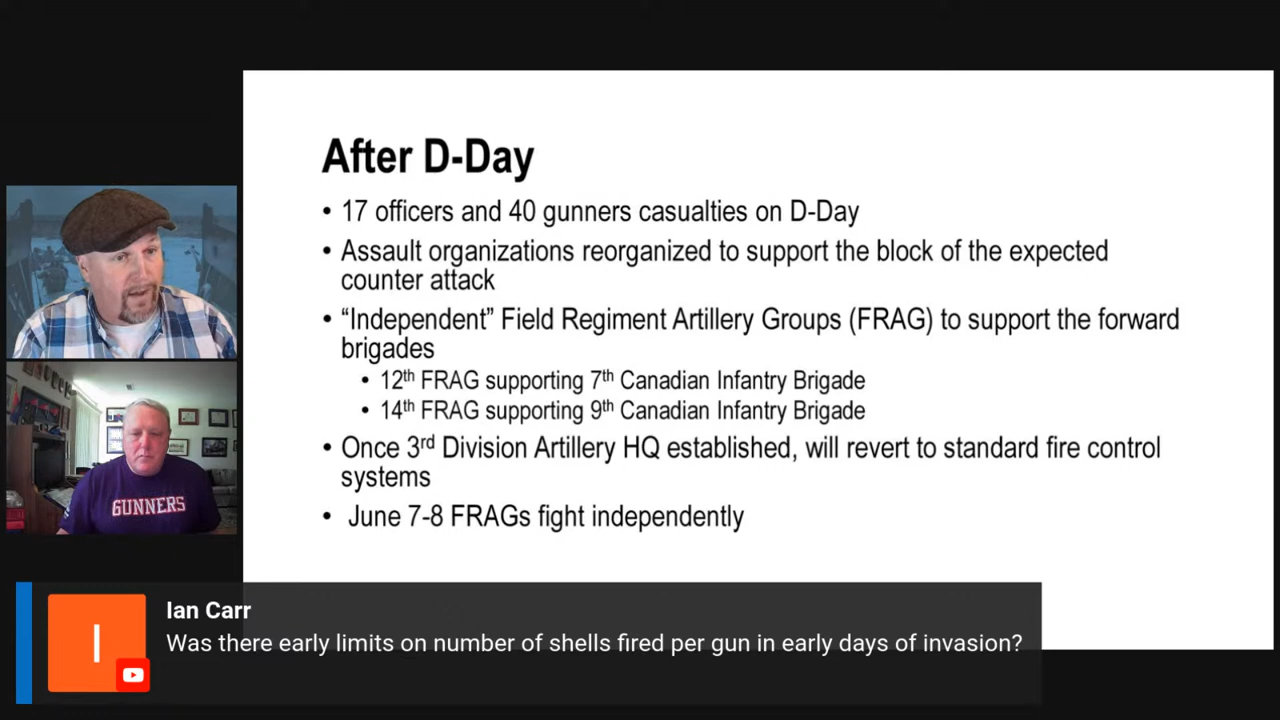 After D-Day
• 17 officers and 40 gunners casualties on D-Day
• Assault organizations reorganized to support the block of the expected
counter attack
• “Independent” Field Regiment Artillery Groups (FRAG) to support the forward
brigades
• 12th FRAG supporting 7th Canadian Infantry Brigade
• 14th FRAG supporting 9th Canadian Infantry Brigade
• Once 3rd Division Artillery HQ established, will revert to standard fire control
systems
• June 7-8 FRAGs fight independently
GUNNERS
I
Ian Carr
Was there early limits on number of shells fired per gun in early days of invasion?